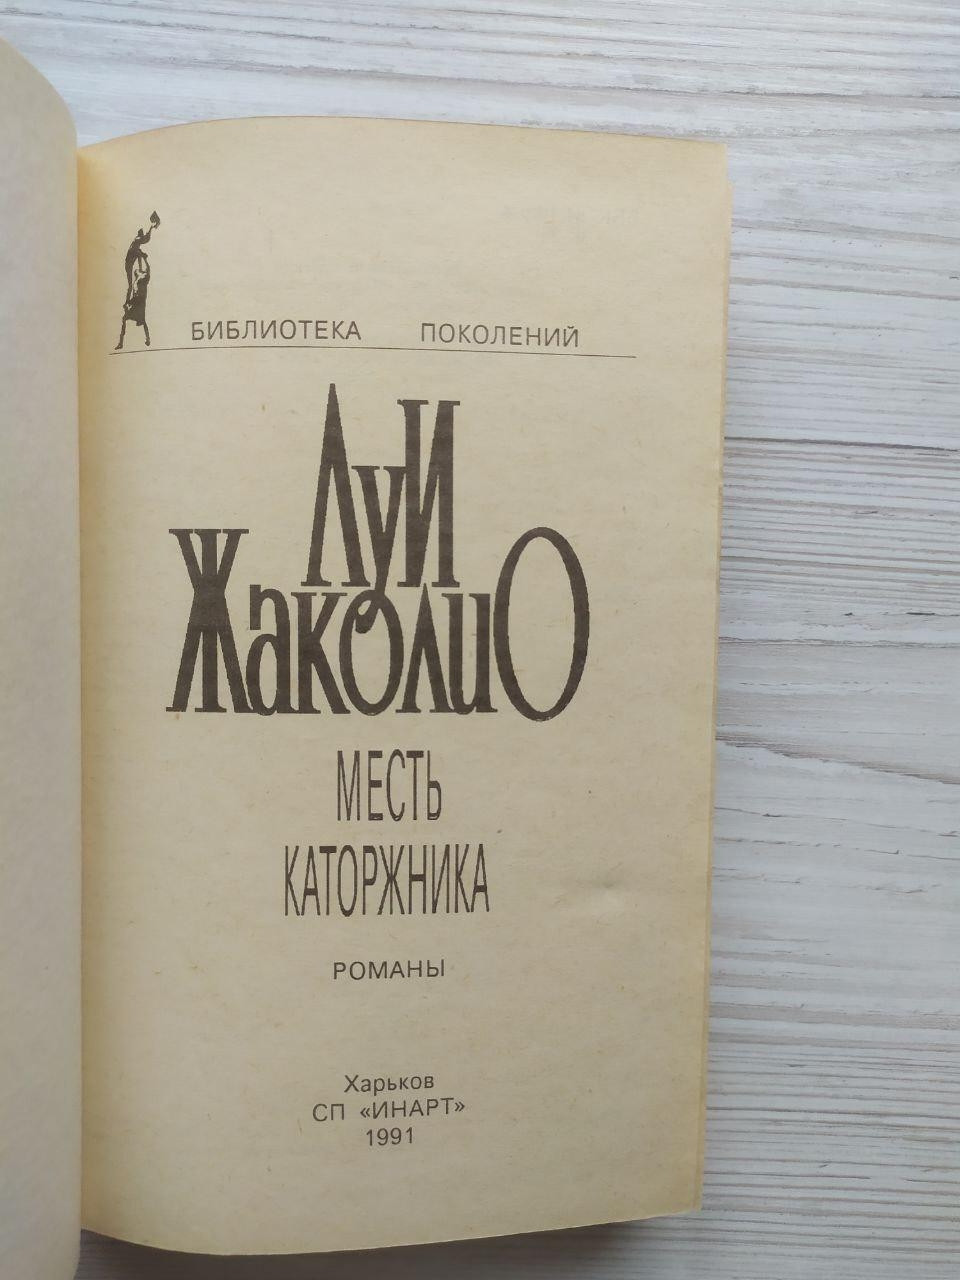 БИБЛИОТЕКА ПОКОЛЕНИЙ
Луи
Жаколио
МЕСТЬ
КАТОРЖНИКА
РОМАНЫ
Харьков
СП «ИНАРТ»
1991